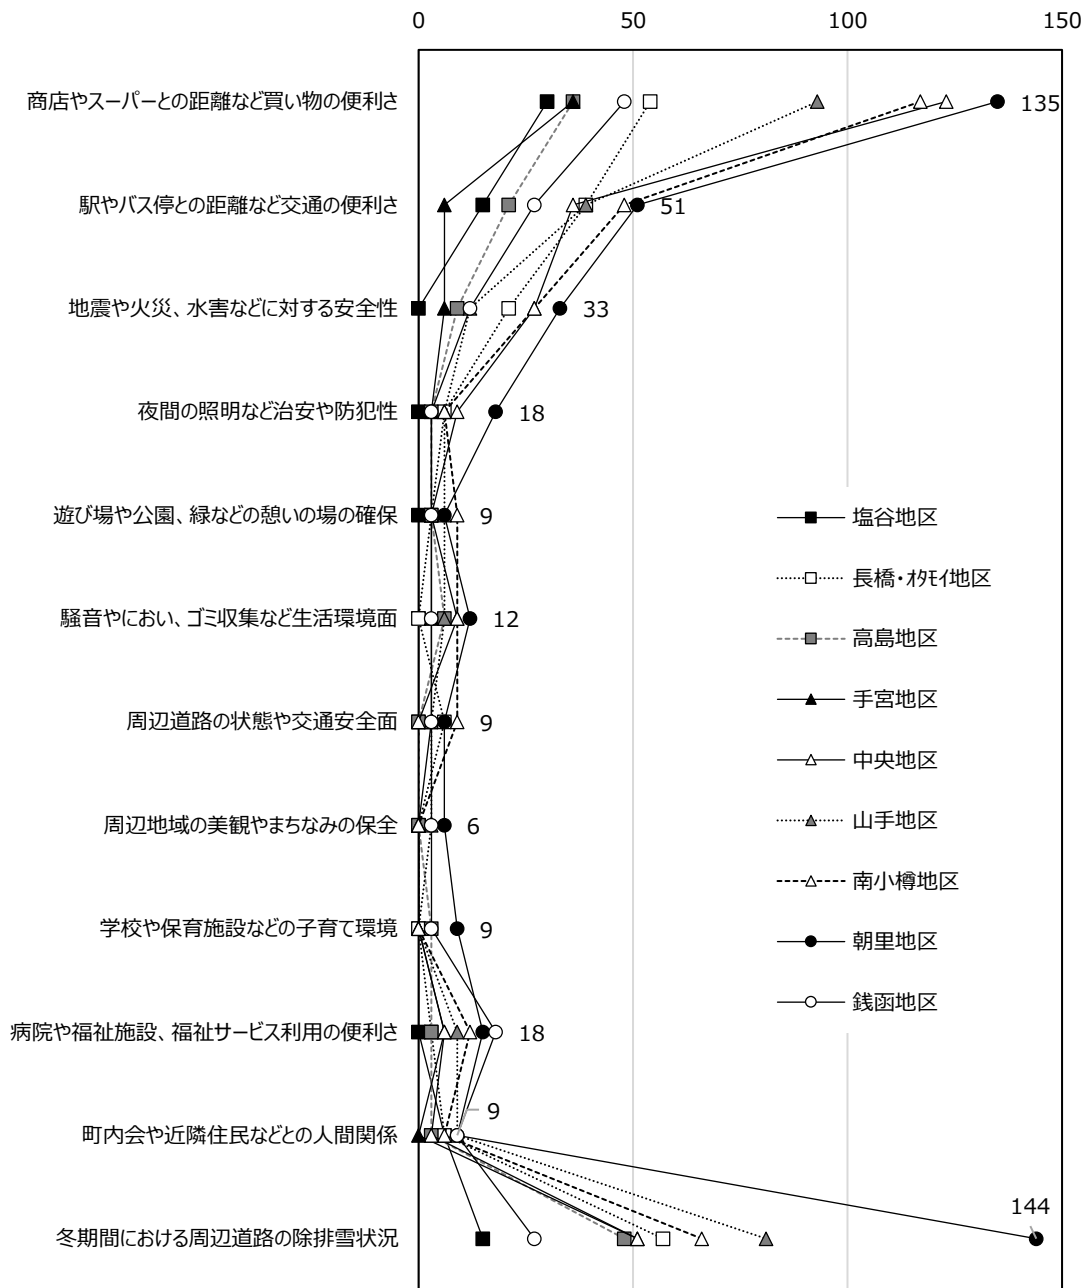 0 50 100 150
商店やスーパーとの距離など買い物の便利さ 135
駅やバス停との距離など交通の便利さ 51
地震や火災、水害などに対する安全性 33
夜間の照明など治安や防犯性 18
遊び場や公園、緑などの憩いの場の確保 9
騒音やにおい、ゴミ収集など生活環境面 12
周辺道路の状態や交通安全面 9
周辺地域の美観やまちなみの保全 6
学校や保育施設などの子育て環境 9
病院や福祉施設、福祉サービス利用の便利さ 18
町内会や近隣住民などとの人間関係 9
冬期間における周辺道路の除排雪状況 144
塩谷地区
長橋・ｵﾀﾓｲ地区
高島地区
手宮地区
中央地区
山手地区
南小樽地区
朝里地区
銭函地区